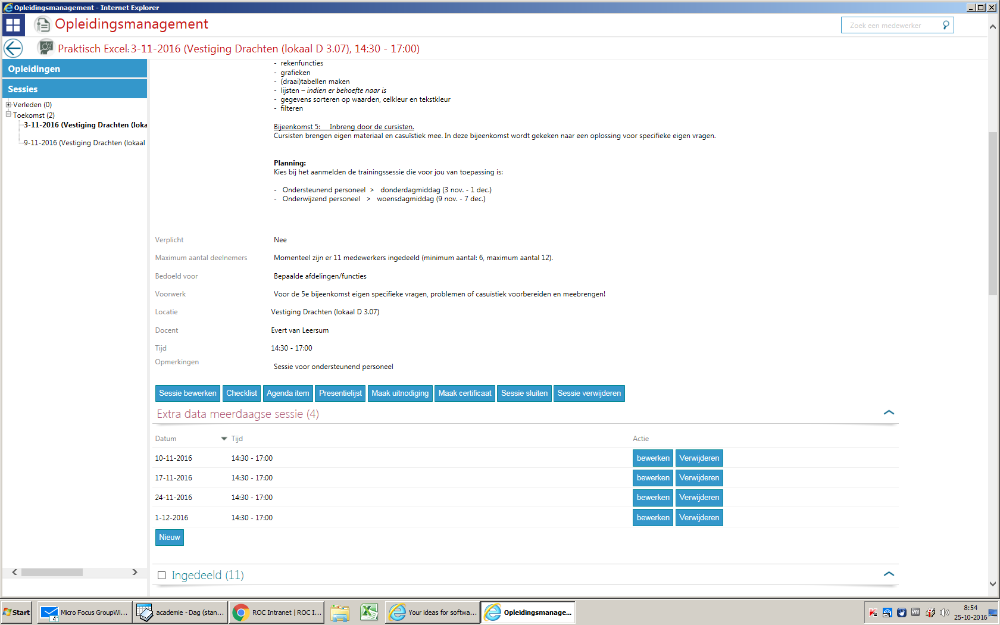 Opleidingsmanagement - Internet Explorer
Opleidingsmanagement
Zoek een medewerker
Praktisch Excel: 3-11-2016 (Vestiging Drachten (lokaal D 3.07), 14:30 - 17:00)
Opleidingen
Sessies
Verleden (0)
Toekomst (2)
3-11-2016 (Vestiging Drachten (loka
9-11-2016 (Vestiging Drachten (lokaal
- rekenfuncties
- grafieken
- (draai)tabellen maken
- lijsten – indien er behoefte naar is
- gegevens sorteren op waarden, celkleur en tekstkleur
- filteren
Bijeenkomst 5: Inbreng door de cursisten.
Cursisten brengen eigen materiaal en casuïstiek mee. In deze bijeenkomst wordt gekeken naar een oplossing voor specifieke eigen vragen.
Planning:
Kies bij het aanmelden de trainingssessie die voor jou van toepassing is:
- Ondersteunend personeel > donderdagmiddag (3 nov. - 1 dec.)
- Onderwijzend personeel > woensdagmiddag (9 nov. - 7 dec.)
Verplicht Nee
Maximum aantal deelnemers Momenteel zijn er 11 medewerkers ingedeeld (minimum aantal: 6, maximum aantal 12).
Bedoeld voor Bepaalde afdelingen/functies
Voorwerk Voor de 5e bijeenkomst eigen specifieke vragen, problemen of casuïstiek voorbereiden en meebrengen!
Locatie Vestiging Drachten (lokaal D 3.07)
Docent Evert van Leersum
Tijd 14:30 - 17:00
Opmerkingen Sessie voor ondersteunend personeel
Sessie bewerken Checklist Agenda item Presentielijst Maak uitnodiging Maak certificaat Sessie sluiten Sessie verwijderen
Extra data meerdaagse sessie (4)
Datum Tijd Actie
10-11-2016 14:30 - 17:00 bewerken Verwijderen
17-11-2016 14:30 - 17:00 bewerken Verwijderen
24-11-2016 14:30 - 17:00 bewerken Verwijderen
1-12-2016 14:30 - 17:00 bewerken Verwijderen
Nieuw
Ingedeeld (11)
Start 4 Micro Focus GroupWi... academie - Dag (stan... ROC Intranet | ROC I... Your ideas for softwa... Opleidingsmanage... vm 8:54
25-10-2016